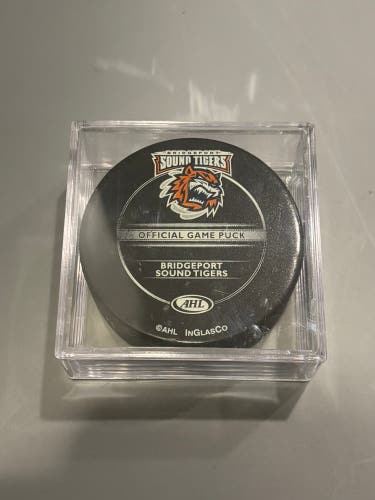 BRIDGEPORT
SOUND TIGERS
OFFICIAL GAME PUCK
BRIDGEPORT
SOUND TIGERS
AHL
©AHL INGLASCO